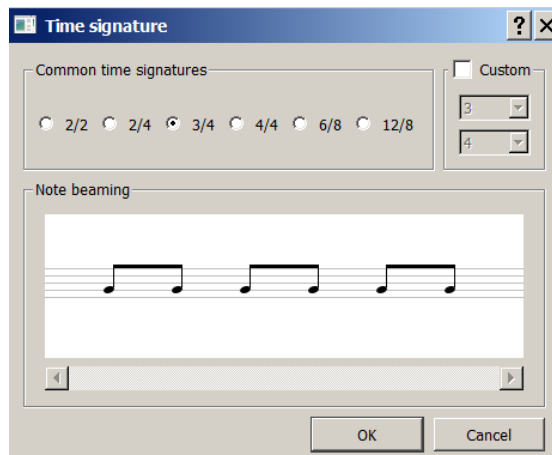 Time signature
Common time signatures
Custom
2/2 2/4 3/4 4/4 6/8 12/8
3
4
Note beaming
OK Cancel